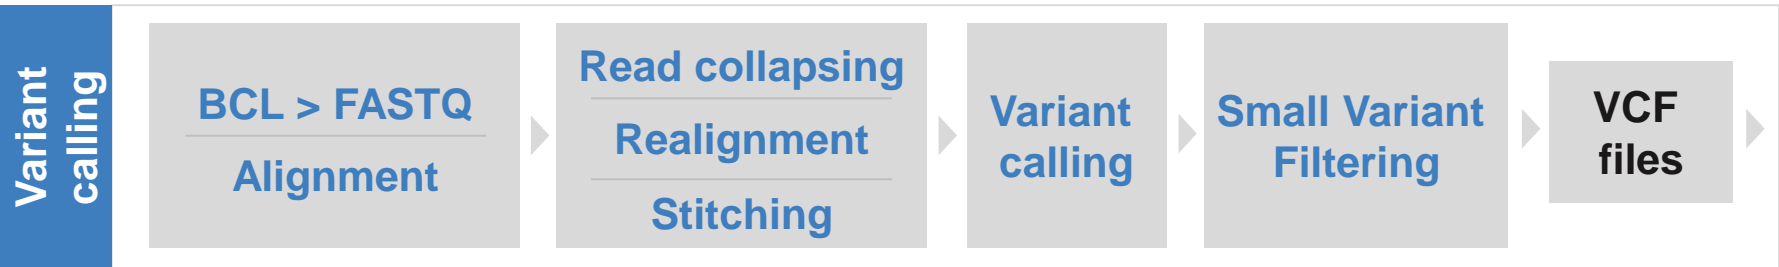 Variant
calling
BCL > FASTQ
Alignment
Read collapsing
Realignment
Stitching
Variant
calling
Small Variant
Filtering
VCF
files